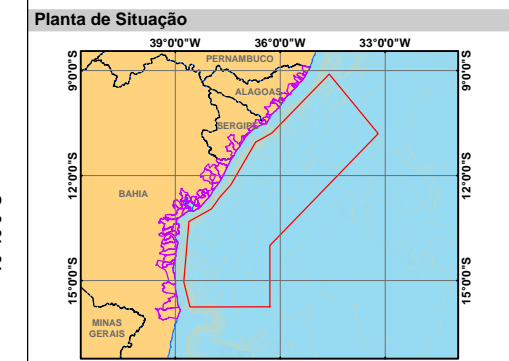 Planta de Situação
39°0'0"W 36°0'0"W 33°0'0"W
9°0'0"S 9°0'0"S
PERNAMBUCO
ALAGOAS
SERGIPE
12°0'0"S 12°0'0"S
BAHIA
15°0'0"S 15°0'0"S
MINAS
GERAIS